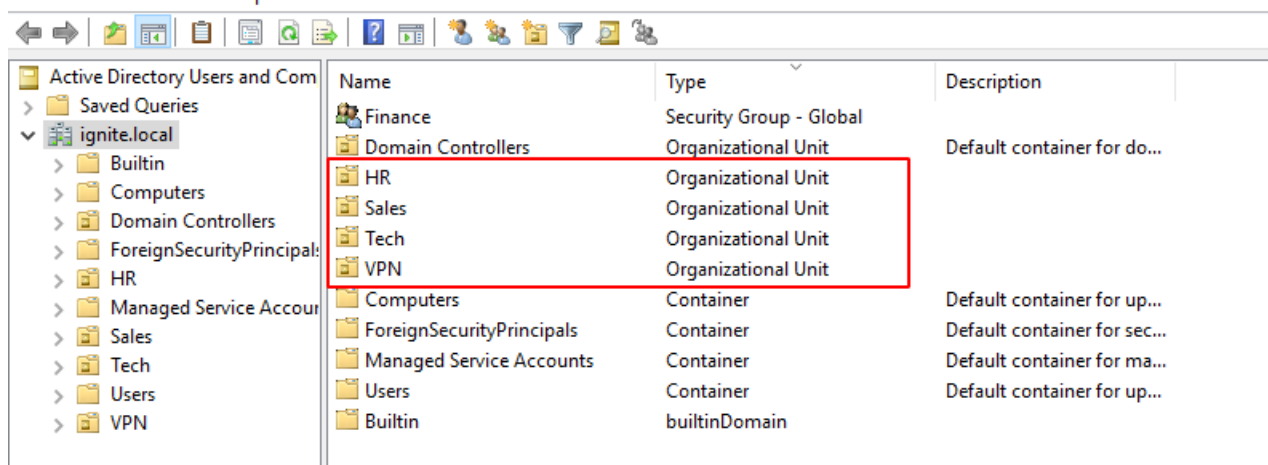 Active Directory Users and Com
Saved Queries
ignite.local
Builtin
Computers
Domain Controllers
ForeignSecurityPrincipals
HR
Managed Service Accour
Sales
Tech
Users
VPN
Name Type Description
Finance Security Group - Global
Domain Controllers Organizational Unit Default container for do...
HR Organizational Unit
Sales Organizational Unit
Tech Organizational Unit
VPN Organizational Unit
Computers Container Default container for up...
ForeignSecurityPrincipals Container Default container for sec...
Managed Service Accounts Container Default container for ma...
Users Container Default container for up...
Builtin builtinDomain